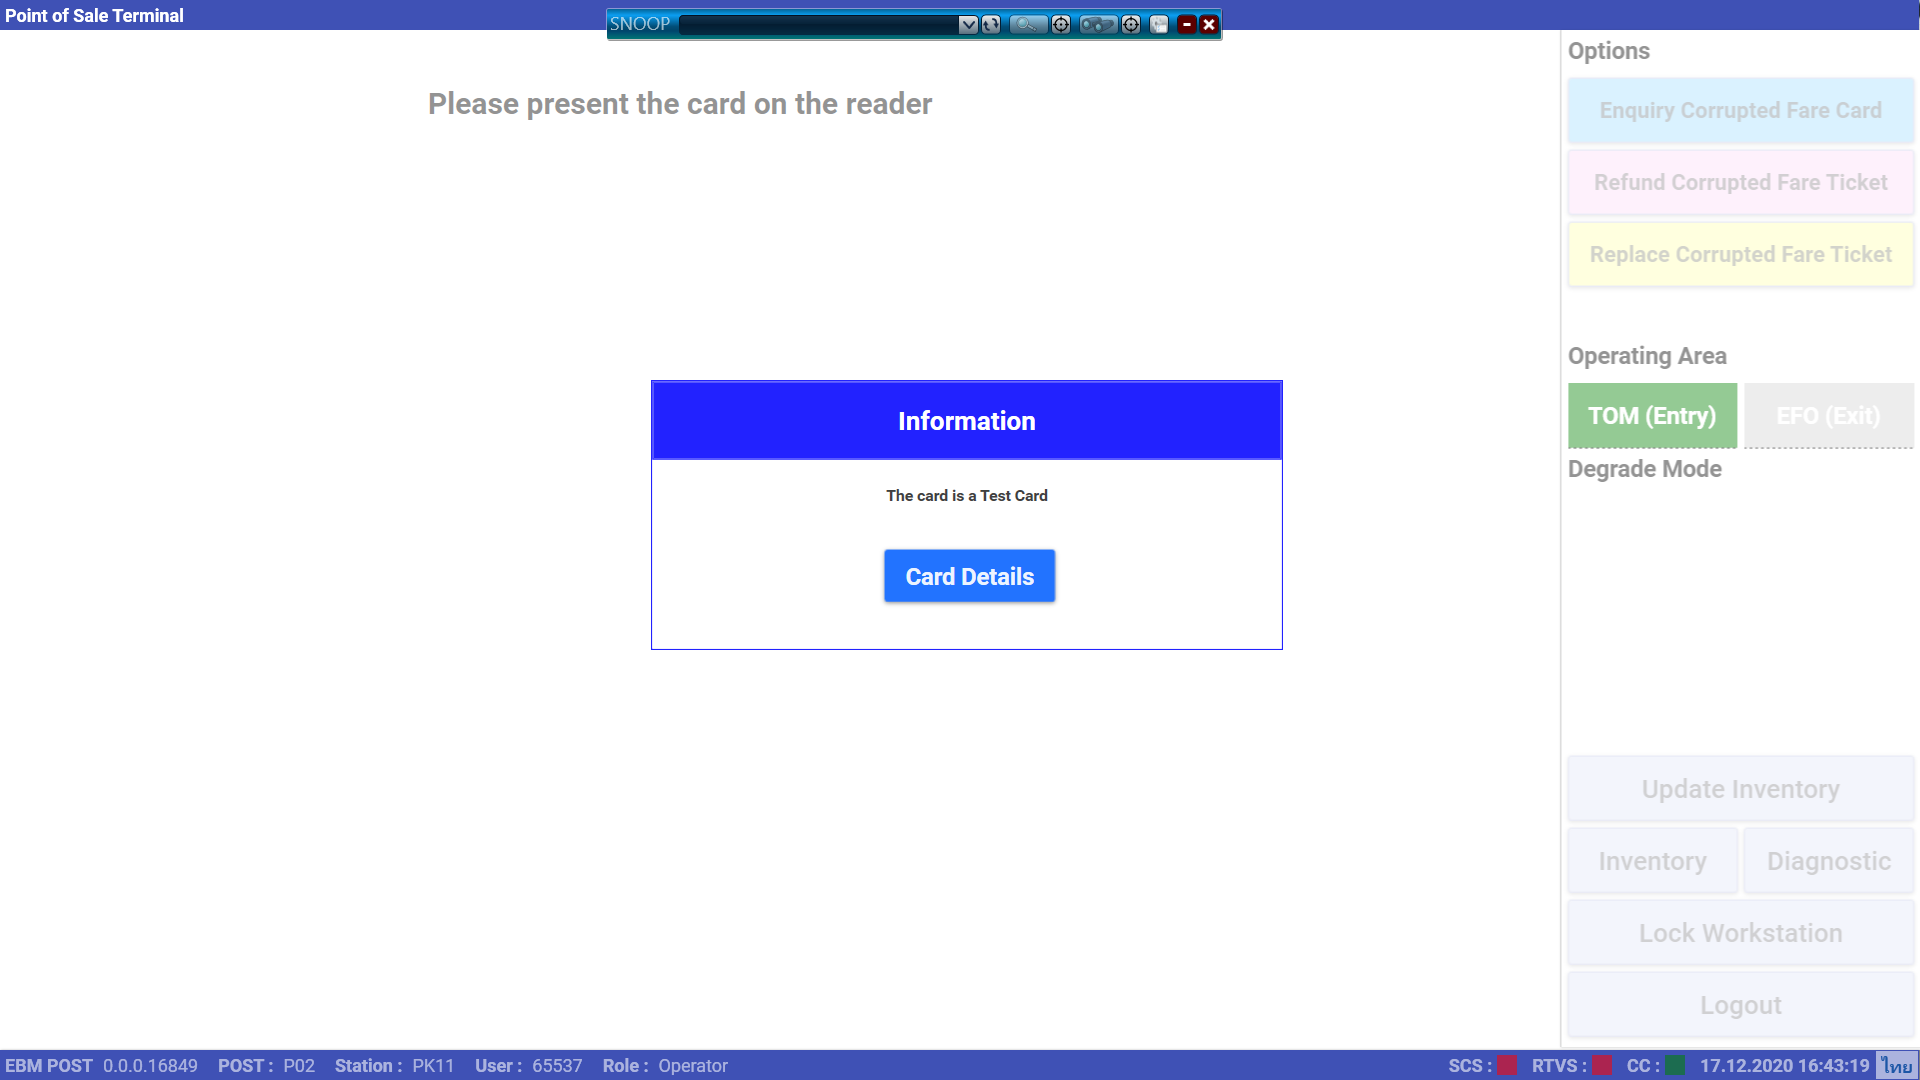 Point of Sale Terminal
SNOOP
Please present the card on the reader
Options
Enquiry Corrupted Fare Card
Refund Corrupted Fare Ticket
Replace Corrupted Fare Ticket
Operating Area
TOM (Entry) EFO (Exit)
Degrade Mode
Information
The card is a Test Card
Card Details
Update Inventory
Inventory Diagnostic
Lock Workstation
Logout
EBM POST 0.0.0.16849 POST : P02 Station : PK11 User : 65537 Role : Operator SCS : RTVS : CC : 17.12.2020 16:43:19 ไทย